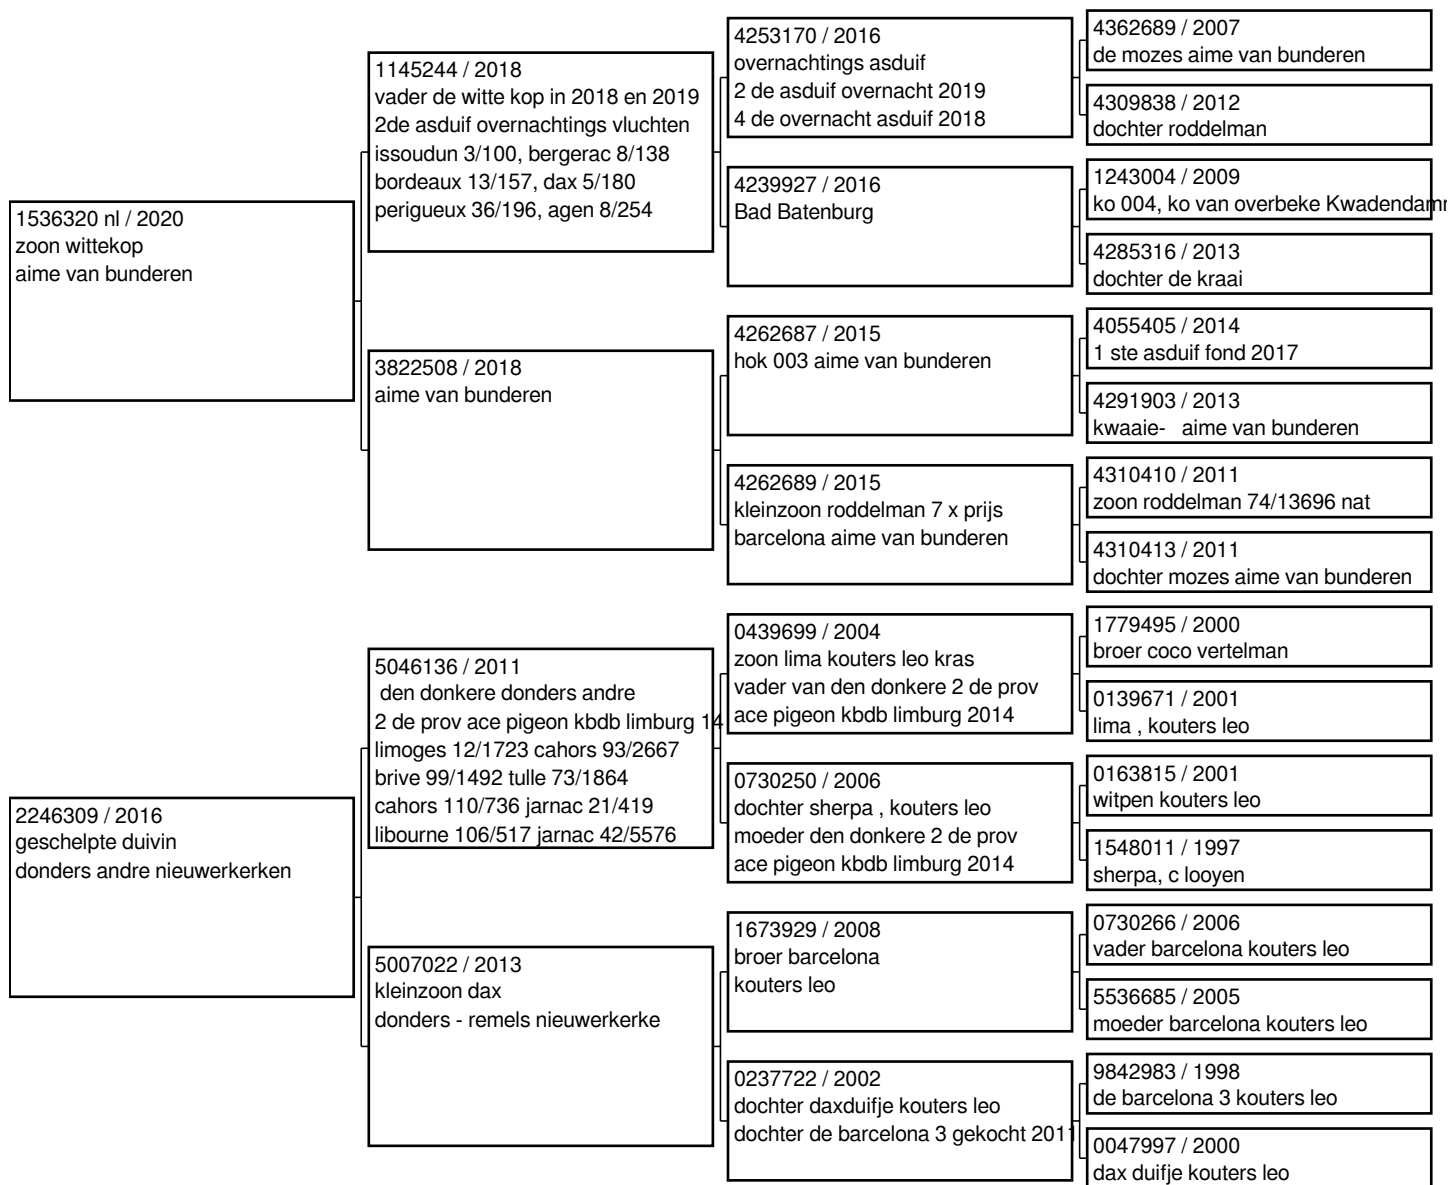 1536320 nl / 2020
zoon wittekop
aime van bunderen
2246309 / 2016
geschelpte duivin
donders andre nieuwerkerken
1145244 / 2018
vader de witte kop in 2018 en 2019
2de asduif overnachtings vluchten
issoudun 3/100, bergerac 8/138
bordeaux 13/157, dax 5/180
perigueux 36/196, agen 8/254
3822508 / 2018
aime van bunderen
5046136 / 2011
den donkere donders andre
2 de prov ace pigeon kbdb limburg 14
limoges 12/1723 cahors 93/2667
brive 99/1492 tulle 73/1864
cahors 110/736 jarnac 21/419
libourne 106/517 jarnac 42/5576
5007022 / 2013
kleinzoon dax
donders - remels nieuwerkerke
4253170 / 2016
overnachtings asduif
2 de asduif overnacht 2019
4 de overnacht asduif 2018
4239927 / 2016
Bad Batenburg
4262687 / 2015
hok 003 aime van bunderen
4262689 / 2015
kleinzoon roddelman 7 x prijs
barcelona aime van bunderen
0439699 / 2004
zoon lima kouters leo kras
vader van den donkere 2 de prov
ace pigeon kbdb limburg 2014
0730250 / 2006
dochter sherpa , kouters leo
moeder den donkere 2 de prov
ace pigeon kbdb limburg 2014
1673929 / 2008
broer barcelona
kouters leo
0237722 / 2002
dochter daxduifje kouters leo
dochter de barcelona 3 gekocht 2011
4362689 / 2007
de mozes aime van bunderen
4309838 / 2012
dochter roddelman
1243004 / 2009
ko 004, ko van overbeke
4285316 / 2013
dochter de kraai
4055405 / 2014
1 ste asduif fond 2017
4291903 / 2013
kwaaie-   aime van bunderen
4310410 / 2011
zoon roddelman 74/13696 nat
4310413 / 2011
dochter mozes aime van bunderen
1779495 / 2000
broer coco vertelman
0139671 / 2001
lima , kouters leo
0163815 / 2001
witpen kouters leo
1548011 / 1997
sherpa, c looyen
0730266 / 2006
vader barcelona kouters leo
5536685 / 2005
moeder barcelona kouters leo
9842983 / 1998
de barcelona 3 kouters leo
0047997 / 2000
dax duifje kouters leo